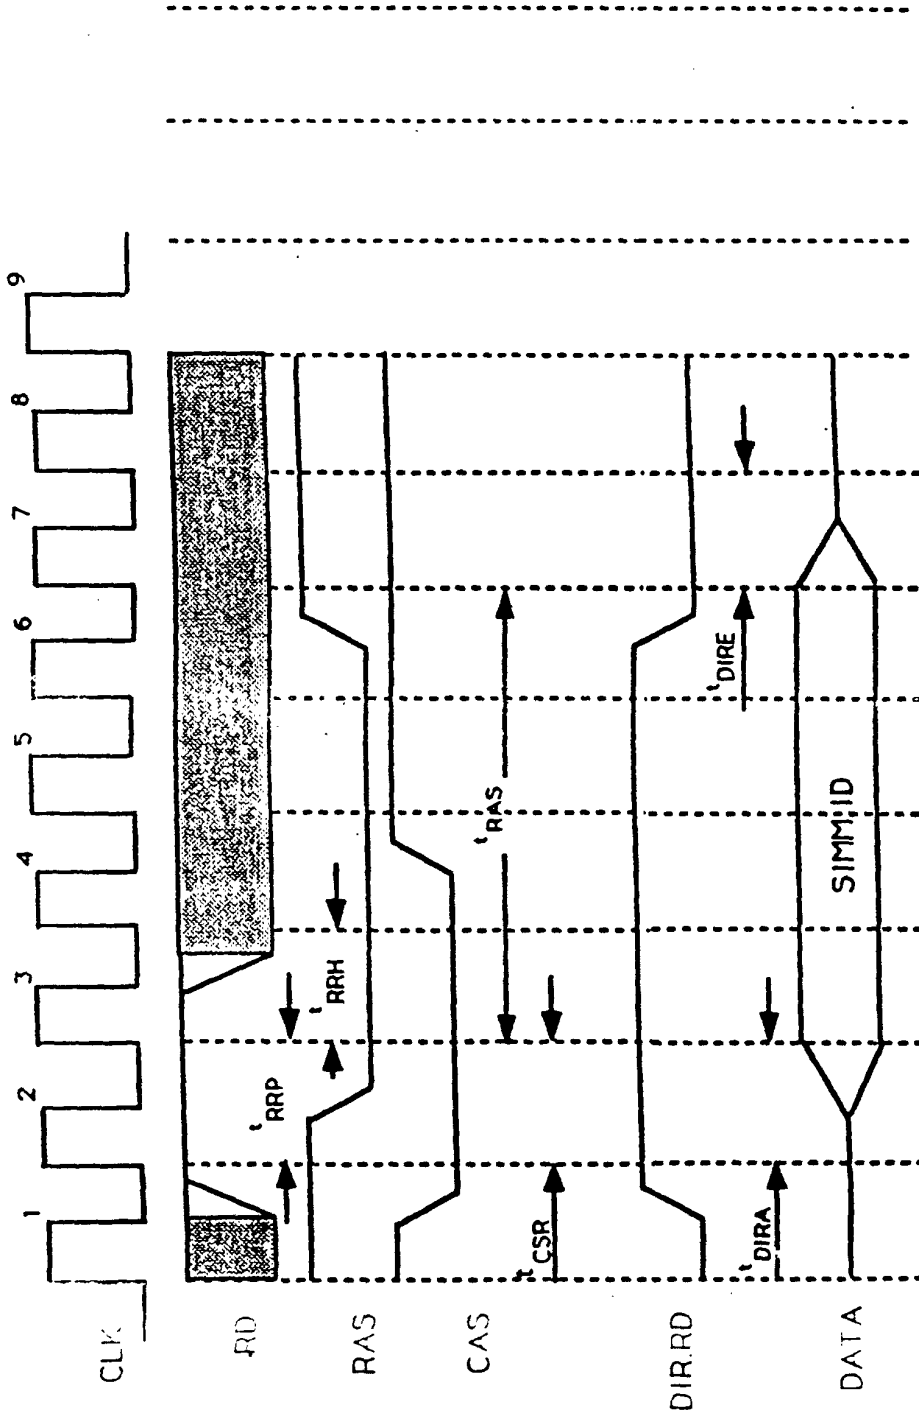 CLK
1
2
3
4
5
6
7
8
9
RD
tRRP
tRRH
RAS
CAS
tCSR
tRAS
DIR.RD
tDIRA
tDIRE
DATA
SIMM.ID